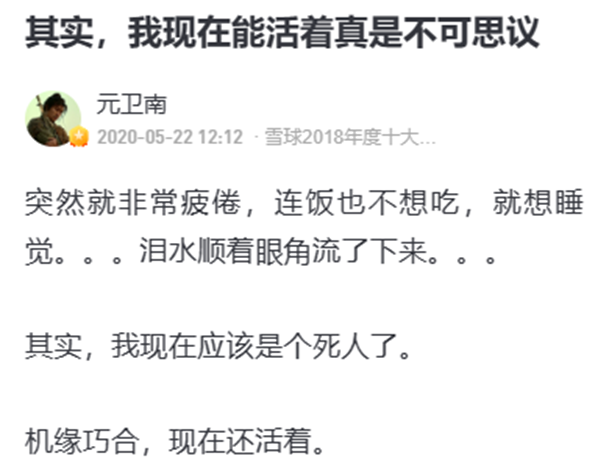 其实，我现在能活着真是不可思议
元卫南
2020-05-22 12:12 · 雪球2018年度十大...
突然就非常疲倦，连饭也不想吃，就想睡
觉。。。泪水顺着眼角流了下来。。。
其实，我现在应该是个死人了。
机缘巧合，现在还活着。